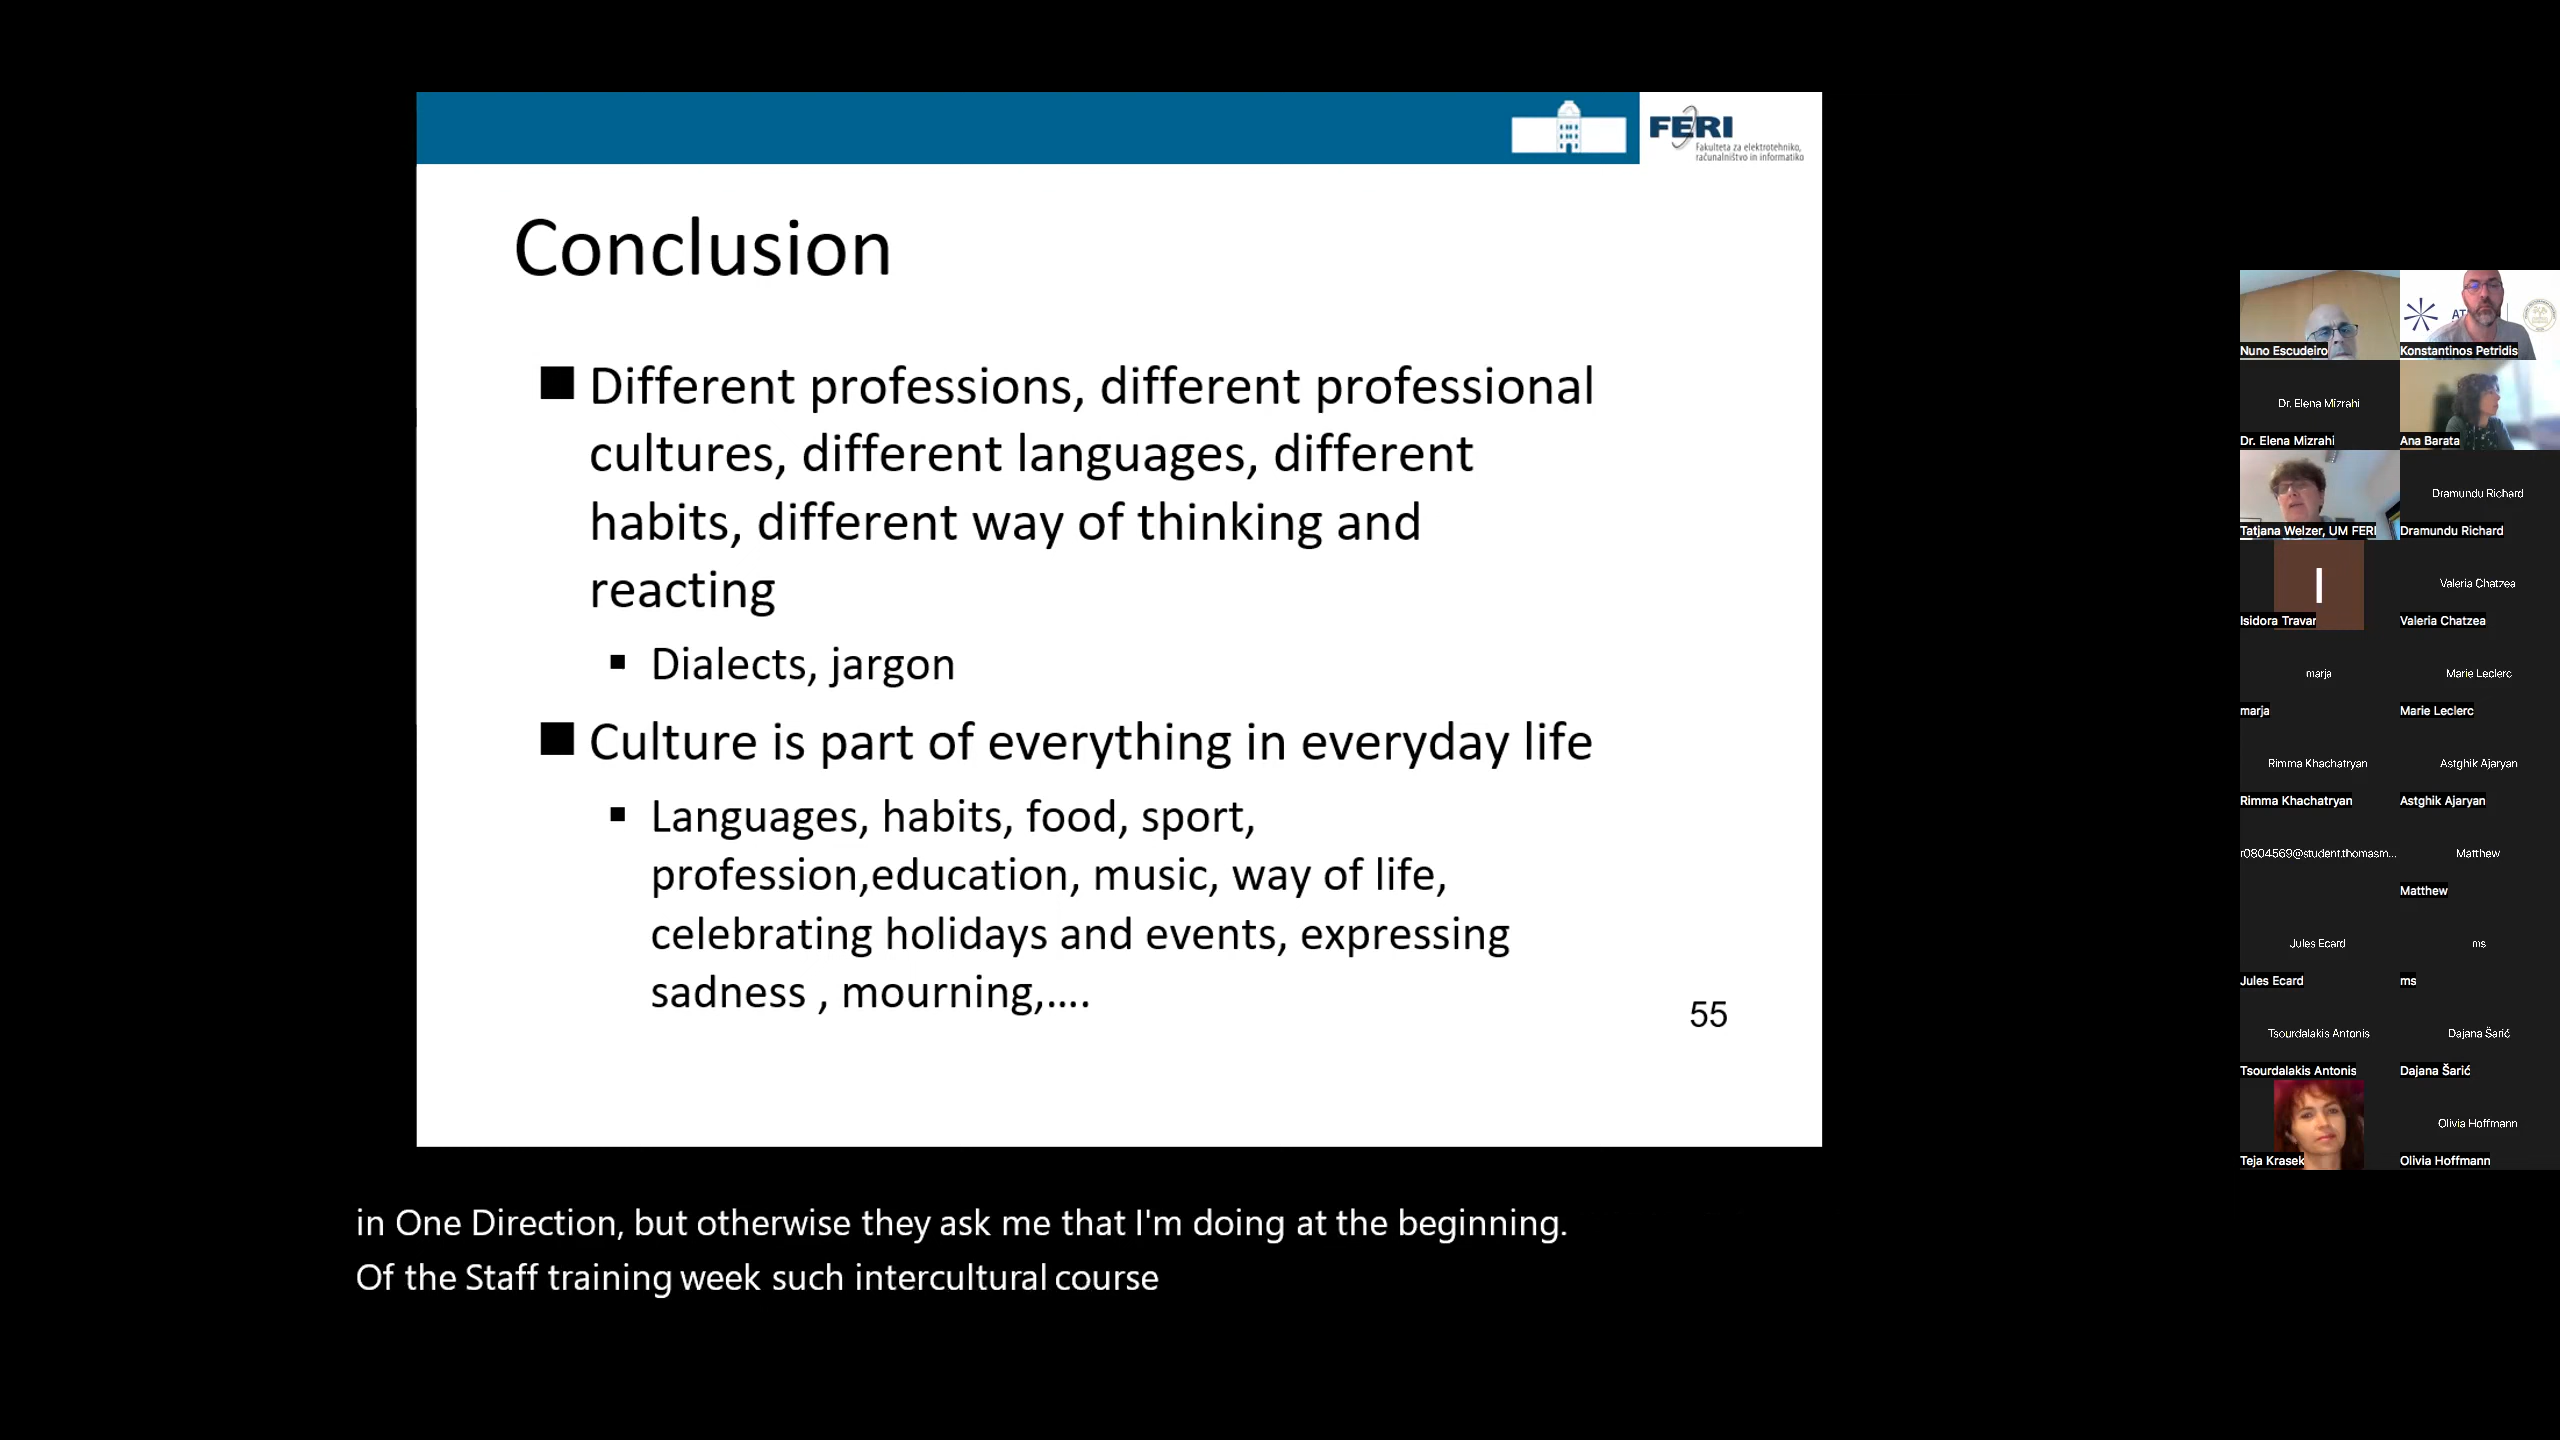 FERI
Fakulteta za elektrotehniko,
računalništvo in informatiko
Conclusion
Different professions, different professional
cultures, different languages, different
habits, different way of thinking and
reacting
Dialects, jargon
Culture is part of everything in everyday life
Languages, habits, food, sport,
profession,education, music, way of life,
celebrating holidays and events, expressing
sadness , mourning,....
55
in One Direction, but otherwise they ask me that I'm doing at the beginning.
Of the Staff training week such intercultural course
AT
Nuno Escudeiro
Konstantinos Petridis
Dr. Elena Mizrahi
Dr. Elena Mizrahi
Ana Barata
Dramundu Richard
Tatjana Welzer, UM FERI
Dramundu Richard
I
Valeria Chatzea
Isidora Travar
Valeria Chatzea
marja
Marie Leclerc
marja
Marie Leclerc
Rimma Khachatryan
Astghik Ajaryan
Rimma Khachatryan
Astghik Ajaryan
r0804569@student.thomasm...
Matthew
Matthew
Jules Ecard
ms
Jules Ecard
ms
Tsourdalakis Antonis
Dajana Šarić
Tsourdalakis Antonis
Dajana Šarić
Olivia Hoffmann
Teja Krasek
Olivia Hoffmann